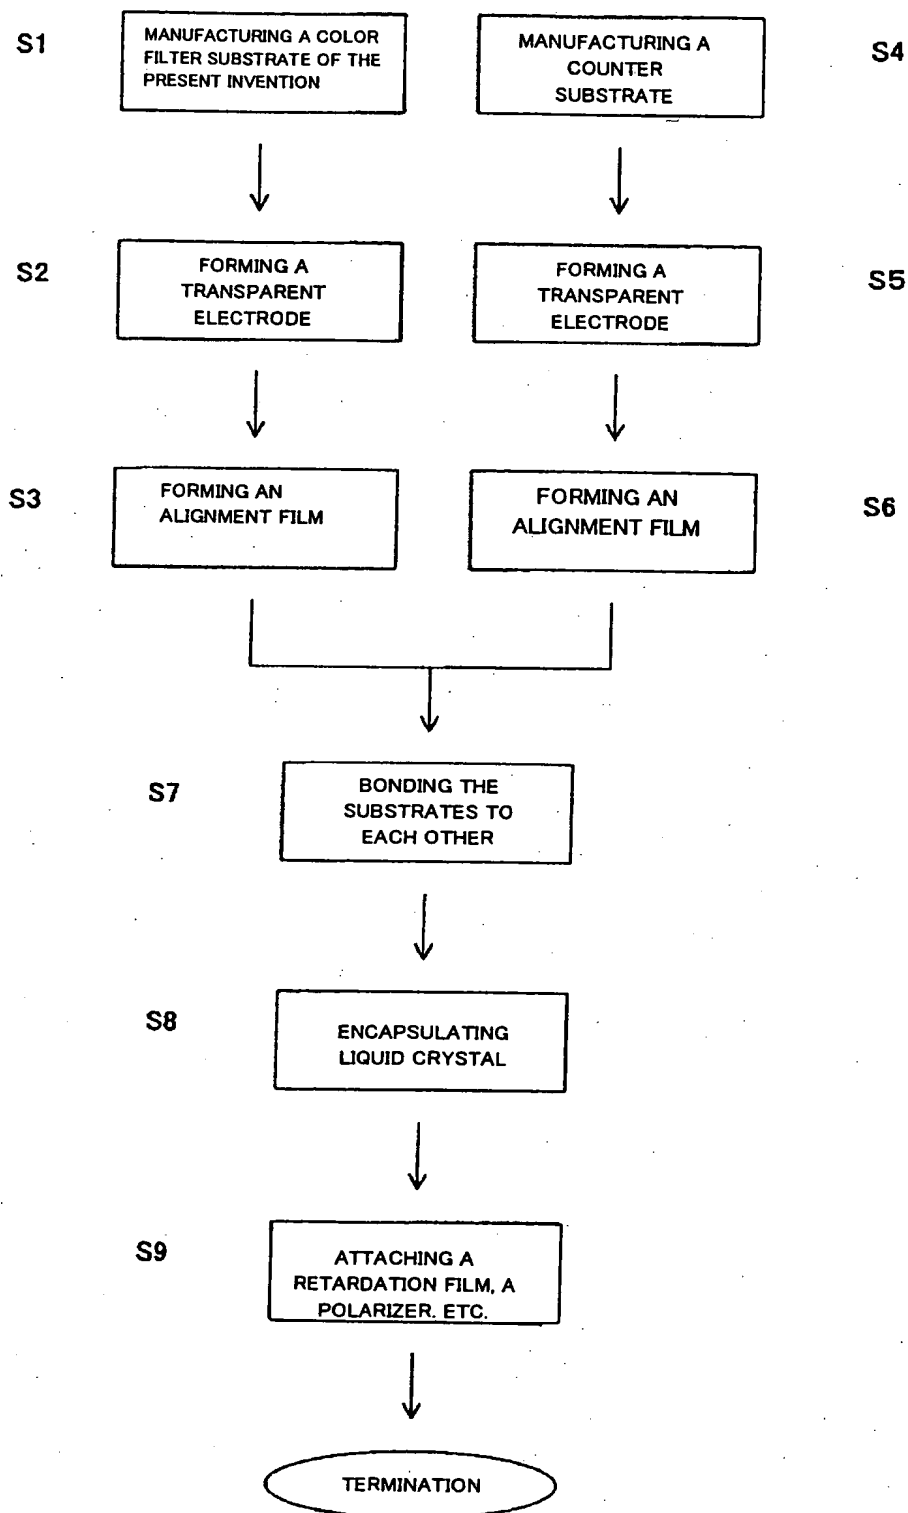 S1
MANUFACTURING A COLOR
FILTER SUBSTRATE OF THE
PRESENT INVENTION
S4
MANUFACTURING A
COUNTER
SUBSTRATE
S2
FORMING A
TRANSPARENT
ELECTRODE
S5
FORMING A
TRANSPARENT
ELECTRODE
S3
FORMING AN
ALIGNMENT FILM
S6
FORMING AN
ALIGNMENT FILM
S7
BONDING THE
SUBSTRATES TO
EACH OTHER
S8
ENCAPSULATING
LIQUID CRYSTAL
S9
ATTACHING A
RETARDATION FILM, A
POLARIZER. ETC.
TERMINATION